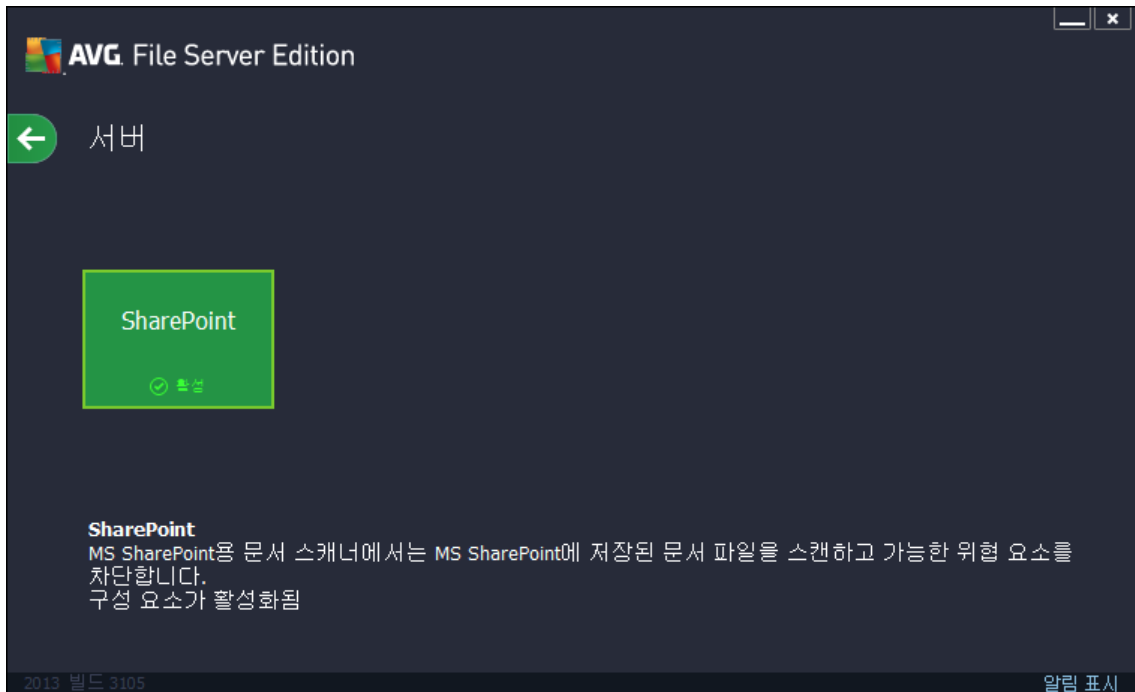 AVG. File Server Edition
서버
SharePoint
활성
SharePoint
MS SharePoint용 문서 스캐너에서는 MS SharePoint에 저장된 문서 파일을 스캔하고 가능한 위협 요소를
차단합니다.
구성 요소가 활성화됨
2013 빌드 3105
알림 표시